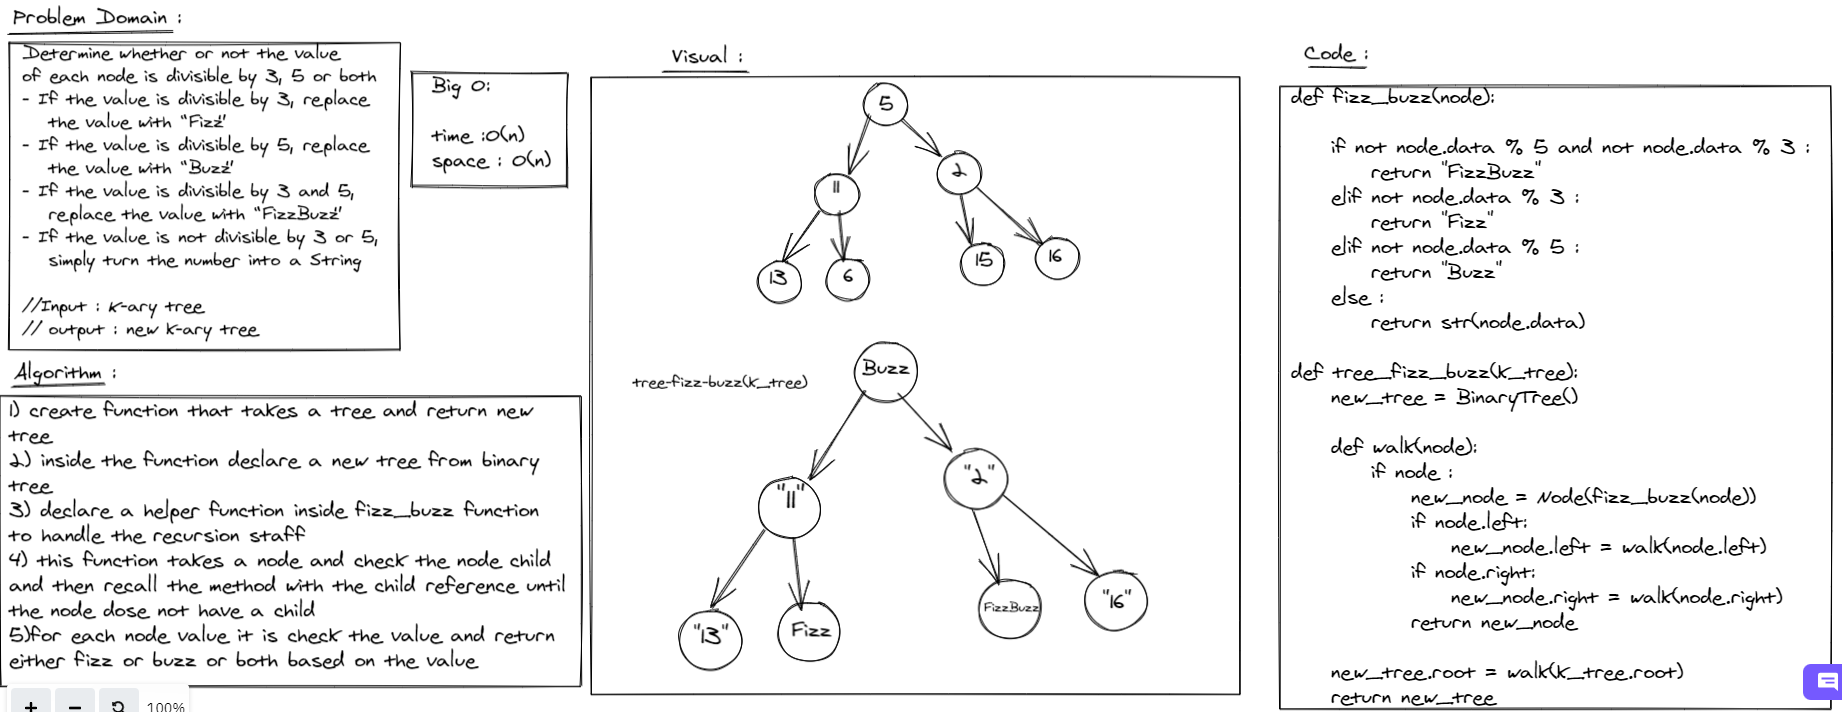 Problem Domain :
Determine whether or not the value
of each node is divisible by 3, 5 or both
- If the value is divisible by 3, replace
the value with "Fizz"
- If the value is divisible by 5, replace
the value with "Buzz"
- If the value is divisible by 3 and 5,
replace the value with "FizzBuzz"
- If the value is not divisible by 3 or 5,
simply turn the number into a String
//Input : k-ary tree
// output : new k-ary tree
Big O:
time :O(n)
space : O(n)
Algorithm :
1) create function that takes a tree and return new
tree
2) inside the function declare a new tree from binary
tree
3) declare a helper function inside fizz_buzz function
to handle the recursion staff
4) this function takes a node and check the node child
and then recall the method with the child reference until
the node dose not have a child
5)for each node value it is check the value and return
either fizz or buzz or both based on the value
100%
Visual :
5
11
2
13
6
15
16
tree-fizz-buzz(k_tree)
Buzz
"11"
"2"
"13"
Fizz
FizzBuzz
"16"
Code :
def fizz_buzz(node):
if not node.data % 5 and not node.data % 3 :
return "FizzBuzz"
elif not node.data % 3 :
return "Fizz"
elif not node.data % 5 :
return "Buzz"
else :
return str(node.data)
def tree_fizz_buzz(k_tree):
new_tree = BinaryTree()
def walk(node):
if node :
new_node = Node(fizz_buzz(node))
if node.left:
new_node.left = walk(node.left)
if node.right:
new_node.right = walk(node.right)
return new_node
new_tree.root = walk(k_tree.root)
return new_tree